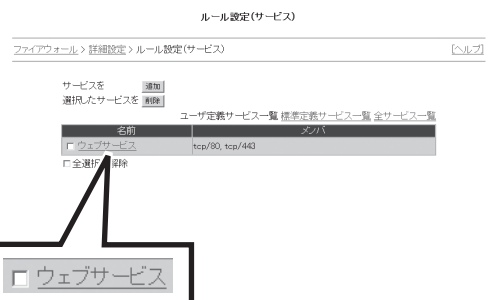 ルール設定(サービス)
ファイアウォール > 詳細設定 > ルール設定(サービス) [ヘルプ]
サービスを 追加
選択したサービスを 削除
ユーザ定義サービス一覧 標準定義サービス一覧 全サービス一覧
名前 メンバ
ウェブサービス tcp/80, tcp/443
全選択 解除
ウェブサービス